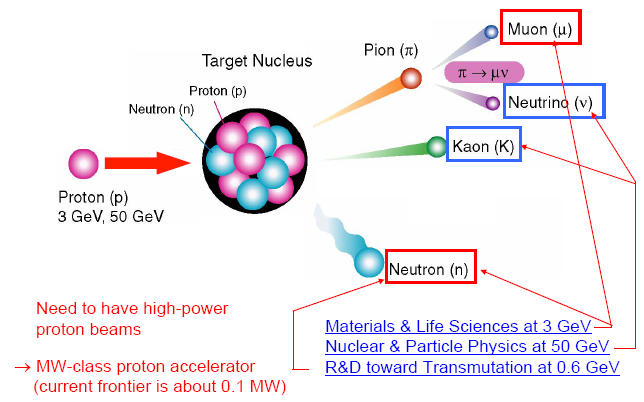 Muon (μ)
Pion (π)
Target Nucleus
π → μν
Proton (p)
Neutrino (ν)
Neutron (n)
Kaon (K)
Proton (p)
3 GeV, 50 GeV
Neutron (n)
Need to have high-power
proton beams
Materials & Life Sciences at 3 GeV
Nuclear & Particle Physics at 50 GeV
→ MW-class proton accelerator
R&D toward Transmutation at 0.6 GeV
(current frontier is about 0.1 MW)